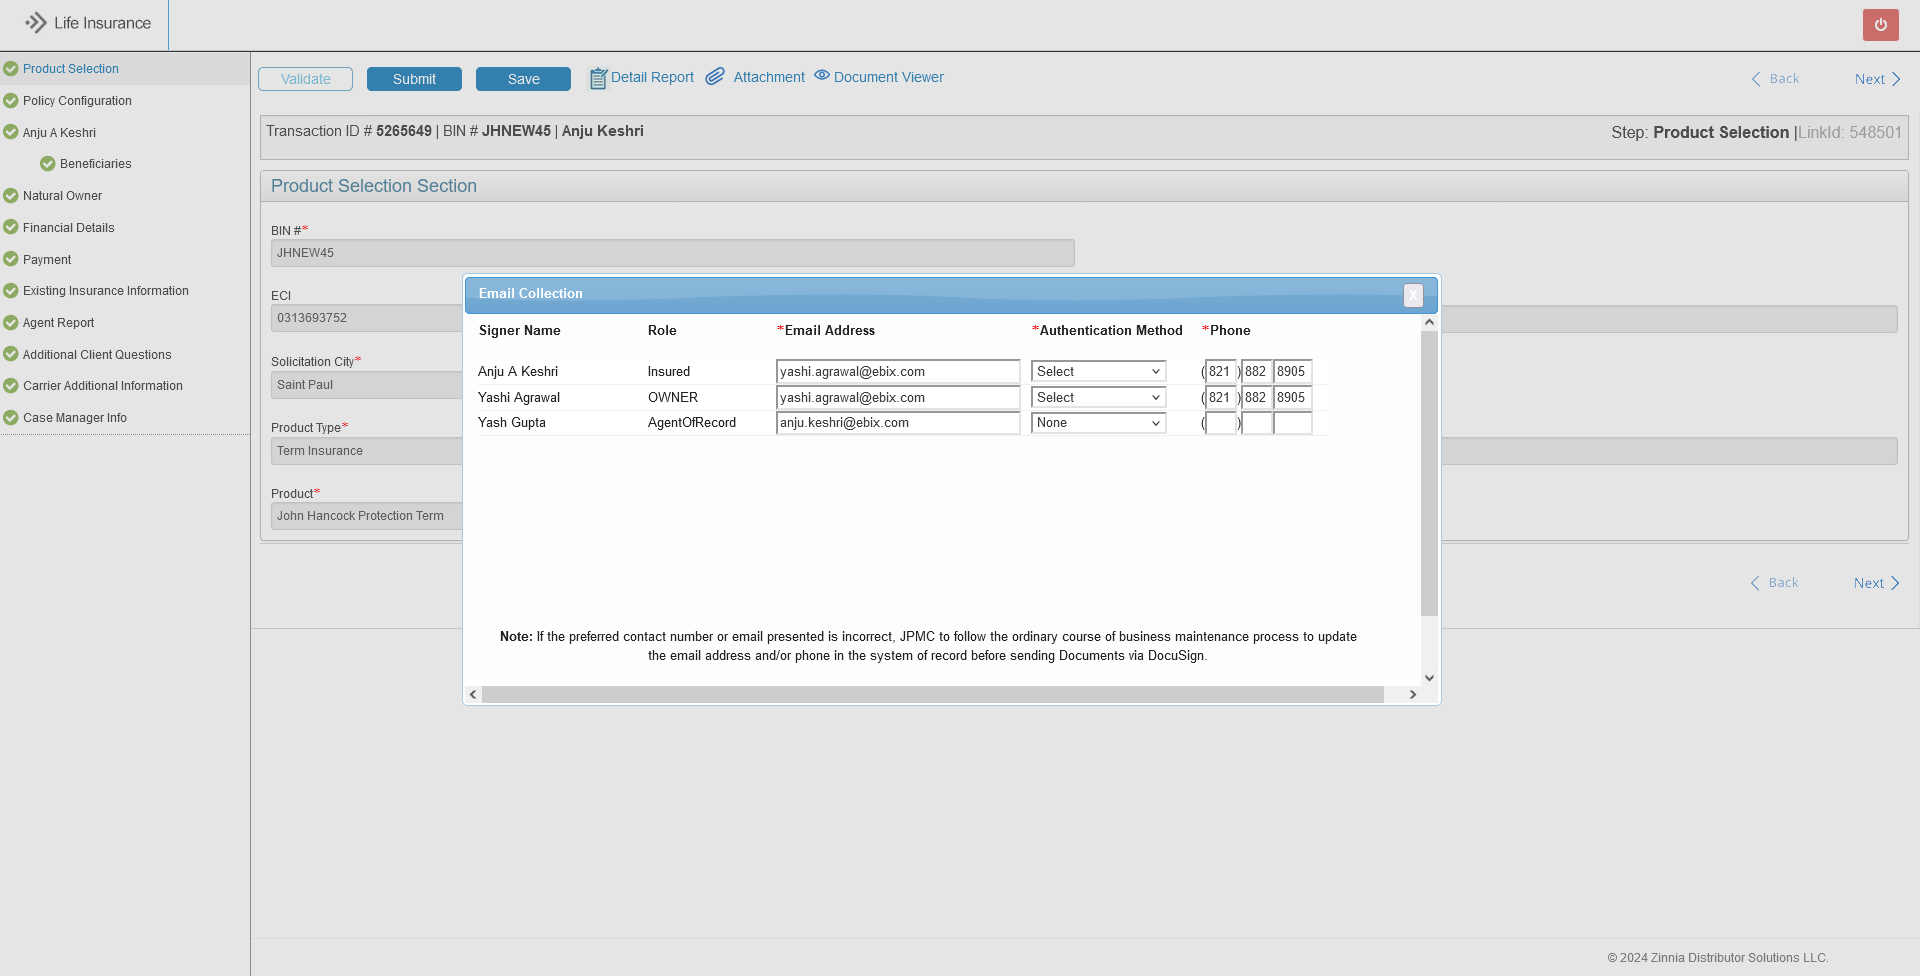 Life Insurance
Product Selection
Policy Configuration
Anju A Keshri
Beneficiaries
Natural Owner
Financial Details
Payment
Existing Insurance Information
Agent Report
Additional Client Questions
Carrier Additional Information
Case Manager Info
Validate Submit Save Detail Report Attachment Document Viewer Back Next
Transaction ID # 5265649 | BIN # JHNEW45 | Anju Keshri Step: Product Selection |LinkId: 548501
Product Selection Section
BIN #*
JHNEW45
ECI
0313693752
Solicitation City*
Saint Paul
Product Type*
Term Insurance
Product*
John Hancock Protection Term
Email Collection X
Signer Name Role *Email Address *Authentication Method *Phone
Anju A Keshri Insured yashi.agrawal@ebix.com Select (821)882 8905
Yashi Agrawal OWNER yashi.agrawal@ebix.com Select (821)882 8905
Yash Gupta AgentOfRecord anju.keshri@ebix.com None ( )
Note: If the preferred contact number or email presented is incorrect, JPMC to follow the ordinary course of business maintenance process to update
the email address and/or phone in the system of record before sending Documents via DocuSign.
Back Next
© 2024 Zinnia Distributor Solutions LLC.